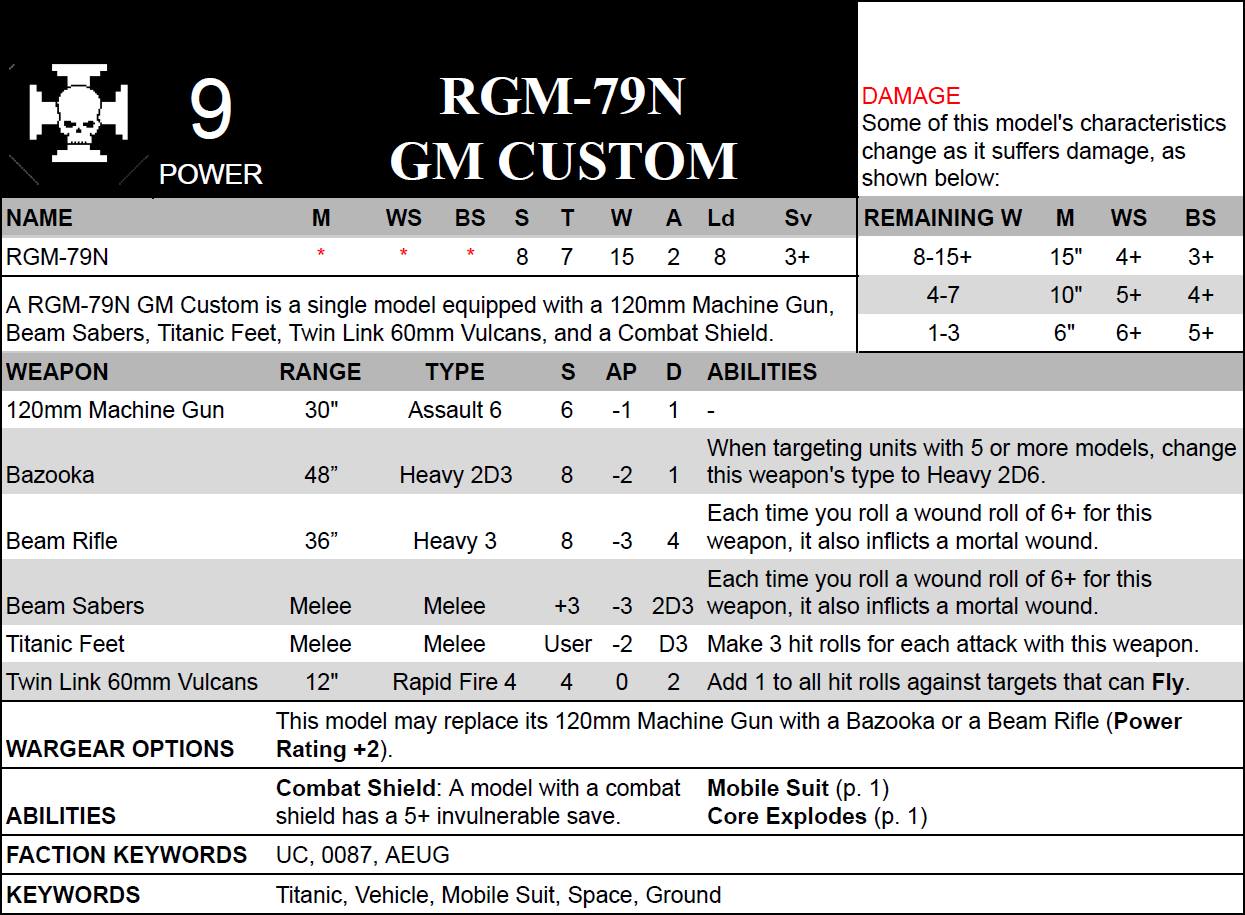 9
POWER
RGM-79N
GM CUSTOM
DAMAGE
Some of this model's characteristics
change as it suffers damage, as
shown below:
NAME M WS BS S T W A Ld Sv
RGM-79N * * * 8 7 15 2 8 3+
REMAINING W M WS BS
8-15+ 15" 4+ 3+
4-7 10" 5+ 4+
1-3 6" 6+ 5+
A RGM-79N GM Custom is a single model equipped with a 120mm Machine Gun,
Beam Sabers, Titanic Feet, Twin Link 60mm Vulcans, and a Combat Shield.
WEAPON RANGE TYPE S AP D ABILITIES
120mm Machine Gun 30" Assault 6 6 -1 1 -
When targeting units with 5 or more models, change
Bazooka 48” Heavy 2D3 8 -2 1 this weapon's type to Heavy 2D6.
Each time you roll a wound roll of 6+ for this
Beam Rifle 36” Heavy 3 8 -3 4 weapon, it also inflicts a mortal wound.
Each time you roll a wound roll of 6+ for this
Beam Sabers Melee Melee +3 -3 2D3 weapon, it also inflicts a mortal wound.
Titanic Feet Melee Melee User -2 D3 Make 3 hit rolls for each attack with this weapon.
Twin Link 60mm Vulcans 12" Rapid Fire 4 4 0 2 Add 1 to all hit rolls against targets that can Fly.
This model may replace its 120mm Machine Gun with a Bazooka or a Beam Rifle (Power
WARGEAR OPTIONS Rating +2).
Combat Shield: A model with a combat Mobile Suit (p. 1)
ABILITIES shield has a 5+ invulnerable save. Core Explodes (p. 1)
FACTION KEYWORDS UC, 0087, AEUG
KEYWORDS Titanic, Vehicle, Mobile Suit, Space, Ground